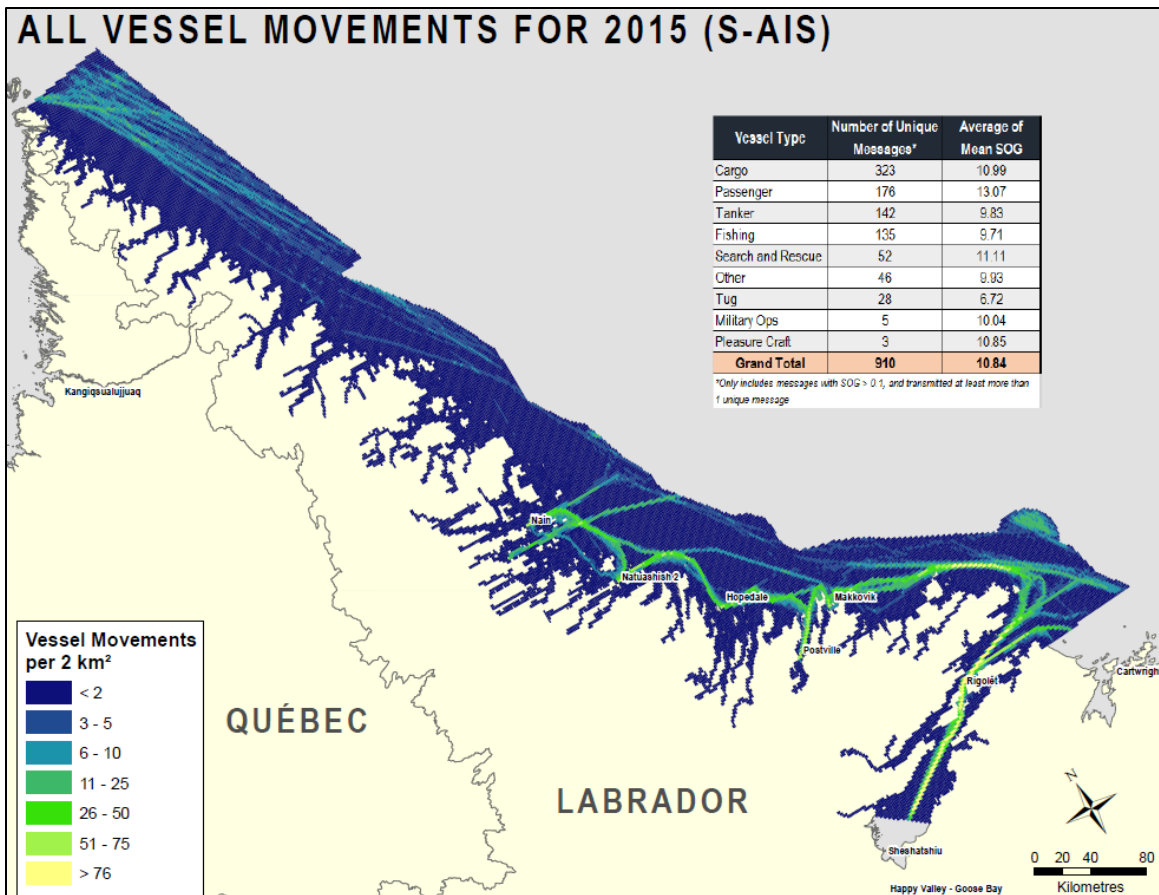 ALL VESSEL MOVEMENTS FOR 2015 (S-AIS)
Vessel Type Number of Unique Messages* Average of Mean SOG
Cargo 323 10.99
Passenger 176 13.07
Tanker 142 9.83
Fishing 135 9.71
Search and Rescue 52 11.11
Other 46 9.93
Tug 28 6.72
Military Ops 5 10.04
Pleasure Craft 3 10.85
Grand Total 910 10.84
*Only includes messages with SOG > 0.1, and transmitted at least more than
1 unique message
Kangiqsualujjuaq
Nain
Natuashish 2
Hopedale
Makkovik
Postville
Rigolet
Cartwrigh
QUÉBEC
LABRADOR
Sheshatshiu
Happy Valley - Goose Bay
Vessel Movements
per 2 km²
< 2
3 - 5
6 - 10
11 - 25
26 - 50
51 - 75
> 76
N
0 20 40 80
Kilometres